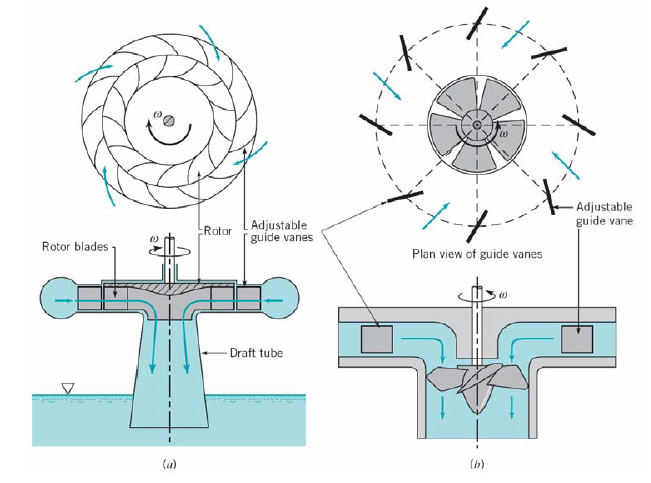 ω
ω
Rotor
Adjustable
guide vanes
Adjustable
guide vane
Plan view of guide vanes
Rotor blades
ω
ω
Draft tube
(a)
(b)